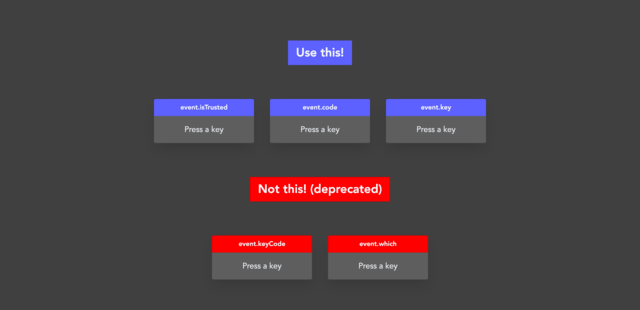 Use this!
event.isTrusted
event.code
event.key
Press a key
Press a key
Press a key
Not this! (deprecated)
event.keyCode
event.which
Press a key
Press a key